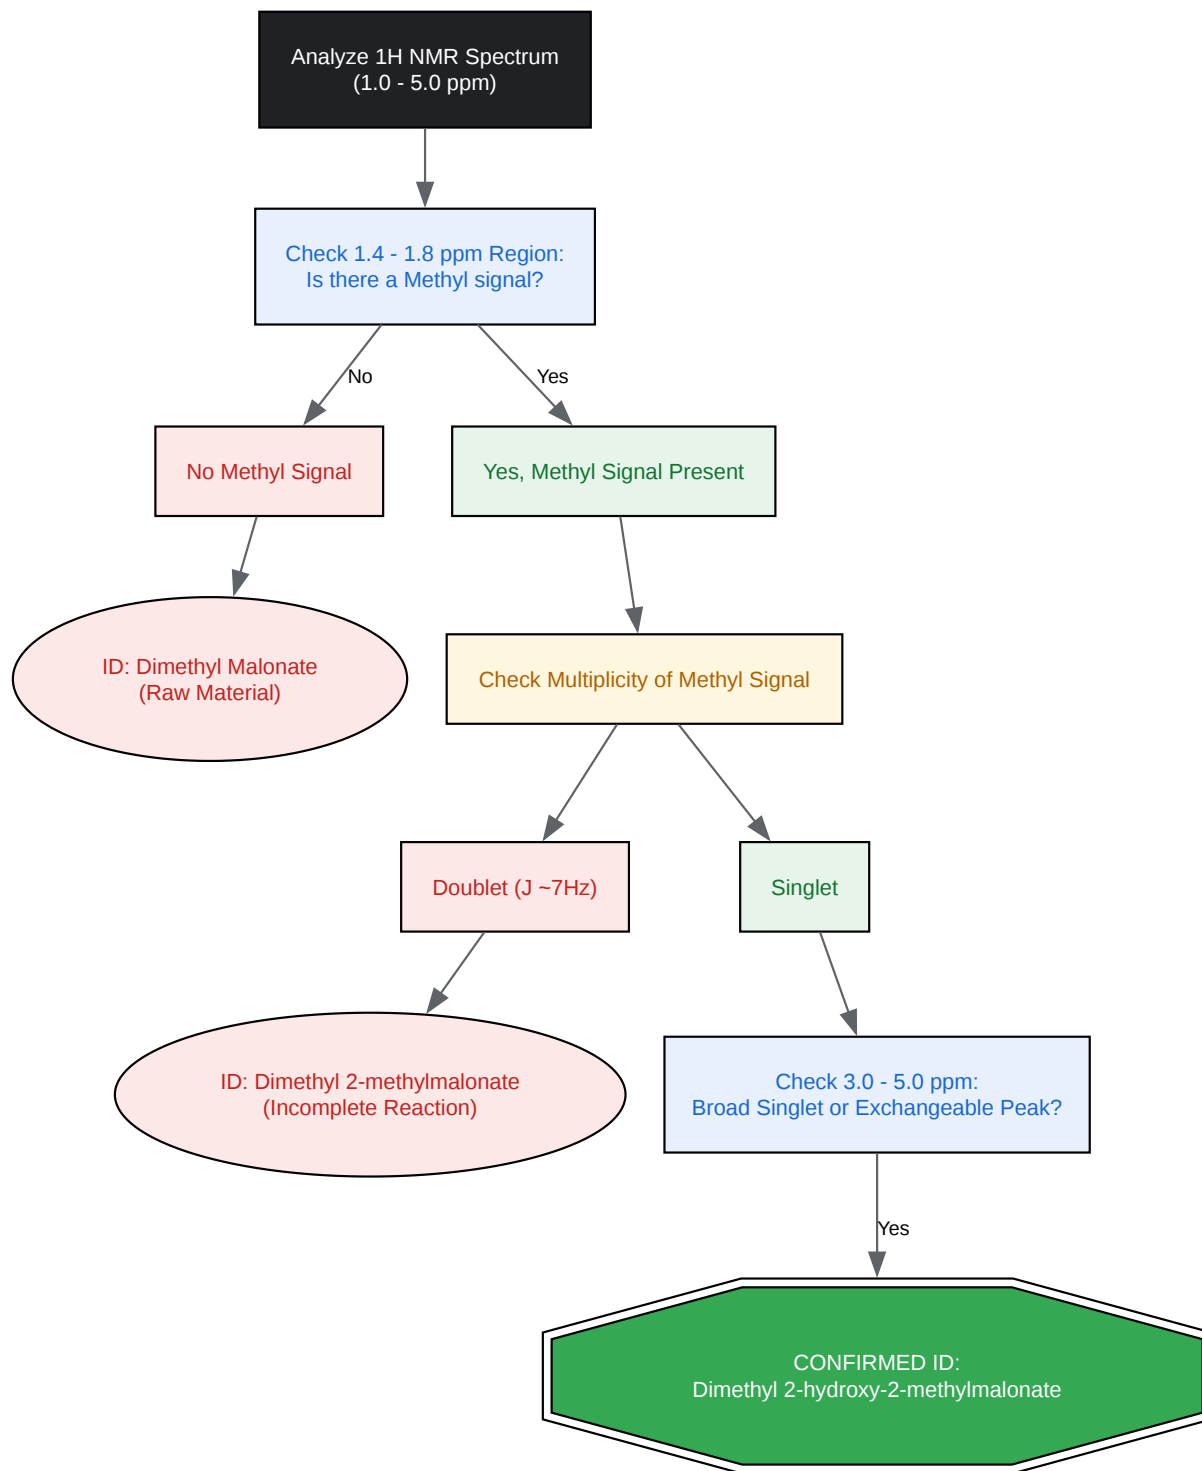 Analyze 1H NMR Spectrum
(1.0 - 5.0 ppm)
Check 1.4 - 1.8 ppm Region:
Is there a Methyl signal?
No
Yes
No Methyl Signal
Yes, Methyl Signal Present
ID: Dimethyl Malonate
(Raw Material)
Check Multiplicity of Methyl Signal
Doublet (J ~7Hz)
Singlet
ID: Dimethyl 2-methylmalonate
(Incomplete Reaction)
Check 3.0 - 5.0 ppm:
Broad Singlet or Exchangeable Peak?
Yes
CONFIRMED ID:
Dimethyl 2-hydroxy-2-methylmalonate